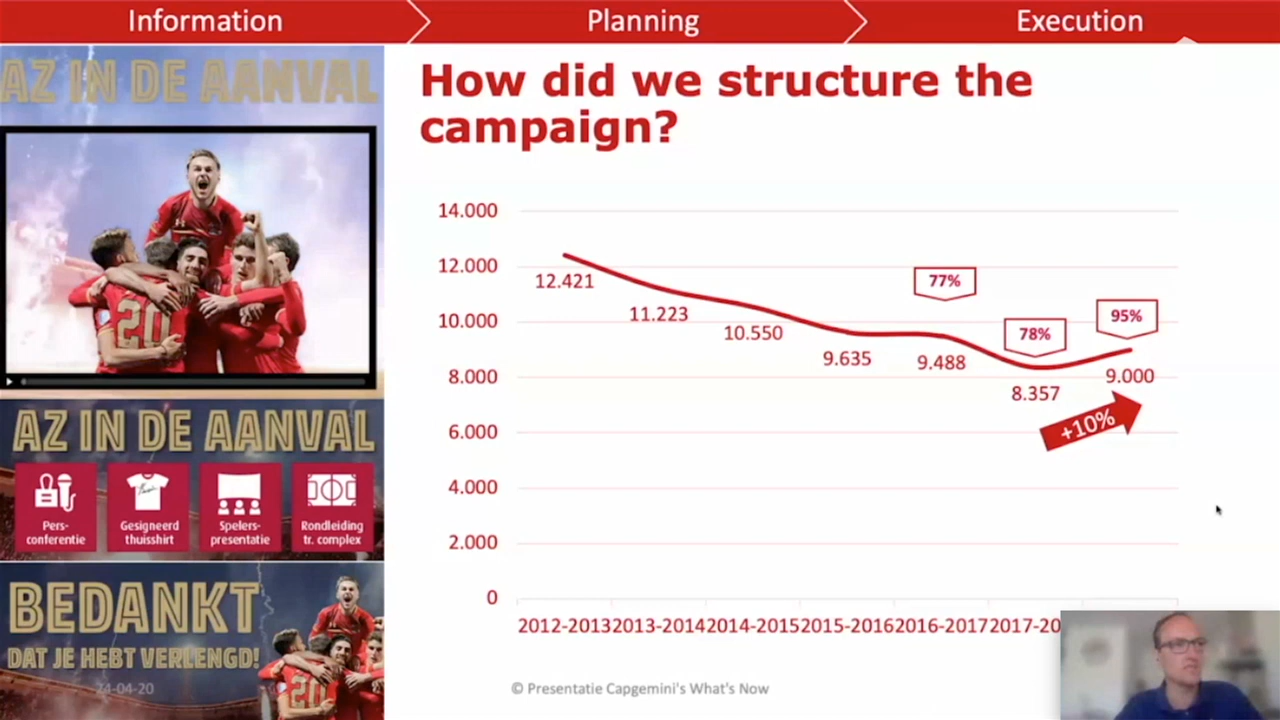 Information
Planning
Execution
AZ IN DE AANVAL
20
AZ IN DE AANVAL
Pers-
conferentie
Gesigneerd
thuisshirt
Spelers-
presentatie
Rondleiding
tr. complex
BEDANKT
DAT JE HEBT VERLENGD!
20
24-04-20
How did we structure the
campaign?
14.000
12.000
10.000
8.000
6.000
4.000
2.000
0
12.421
11.223
10.550
9.635
9.488
8.357
9.000
77%
78%
95%
+10%
2012-2013 2013-2014 2014-2015 2015-2016 2016-2017 2017-20
© Presentatie Capgemini's What's Now